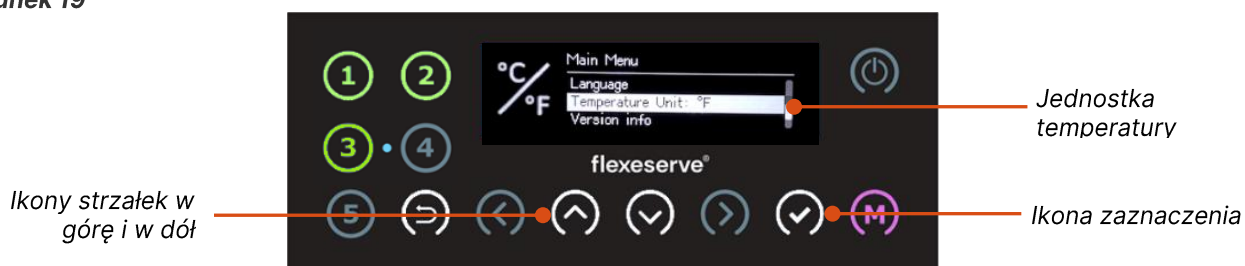 unek 19
1
2
°C/°F
Main Menu
Language
Temperature Unit: °F
Version info
Jednostka
temperatury
3
4
flexeserve®
Ikony strzałek w
górę i w dół
5
M
Ikona zaznaczenia